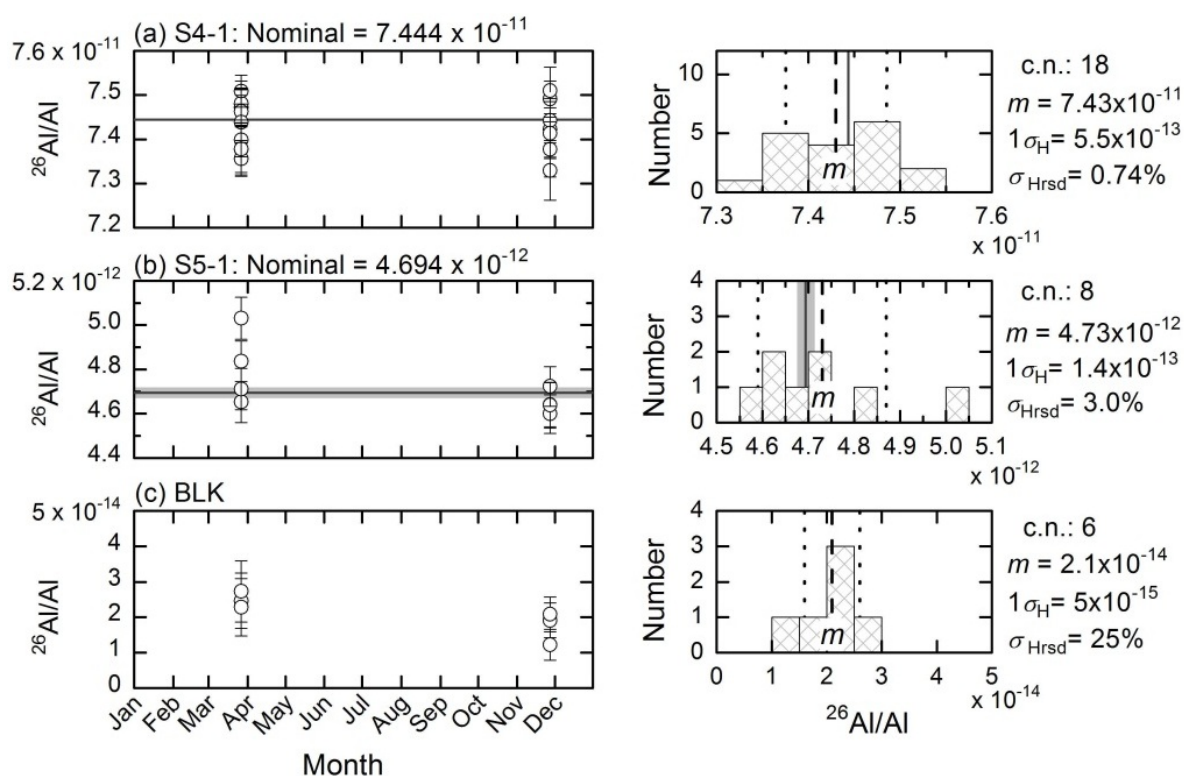 (a) S4-1: Nominal = 7.444 x 10⁻¹¹
7.6 x 10⁻¹¹
7.5
7.4
7.3
7.2
²⁶Al/Al
Number
10
5
0
m
7.3 7.4 7.5 7.6
x 10⁻¹¹
c.n.: 18
m = 7.43x10⁻¹¹
1σH = 5.5x10⁻¹³
σHrsd = 0.74%
(b) S5-1: Nominal = 4.694 x 10⁻¹²
5.2 x 10⁻¹²
5.0
4.8
4.6
4.4
²⁶Al/Al
Number
4
3
2
1
0
m
4.5 4.6 4.7 4.8 4.9 5.0 5.1
x 10⁻¹²
c.n.: 8
m = 4.73x10⁻¹²
1σH = 1.4x10⁻¹³
σHrsd = 3.0%
(c) BLK
5 x 10⁻¹⁴
3
2
1
0
²⁶Al/Al
Jan Feb Mar Apr May Jun Jul Aug Sep Oct Nov Dec
Month
Number
4
3
2
1
0
m
0 1 2 3 4 5
x 10⁻¹⁴
²⁶Al/Al
c.n.: 6
m = 2.1x10⁻¹⁴
1σH = 5x10⁻¹⁵
σHrsd = 25%